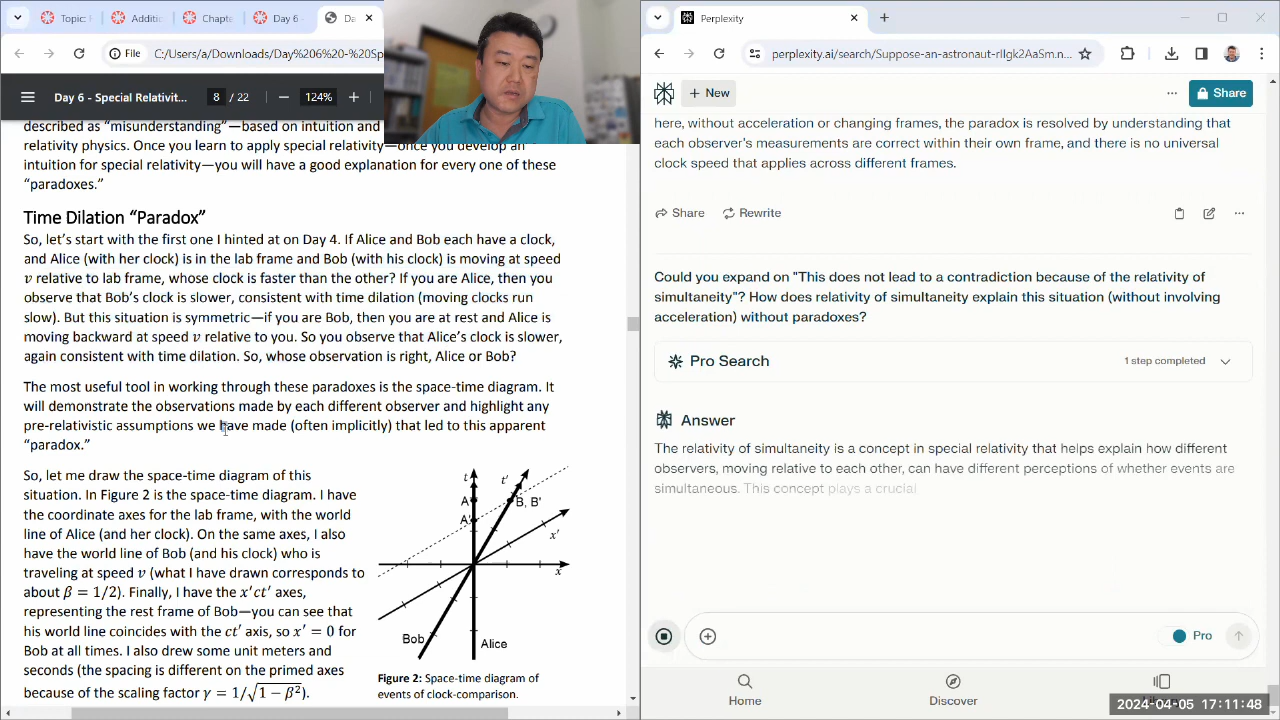 Topic
Additio
Chapte
Day 6 -
Da
File
C:/Users/a/Downloads/Day%206%20-%20Sp
Day 6 - Special Relativit...
8 / 22
124%
described as “misunderstanding”—based on intuition and
relativity physics. Once you learn to apply special relativity—once you develop an
intuition for special relativity—you will have a good explanation for every one of these
“paradoxes.”
Time Dilation “Paradox”
So, let’s start with the first one I hinted at on Day 4. If Alice and Bob each have a clock,
and Alice (with her clock) is in the lab frame and Bob (with his clock) is moving at speed
v relative to lab frame, whose clock is faster than the other? If you are Alice, then you
observe that Bob’s clock is slower, consistent with time dilation (moving clocks run
slow). But this situation is symmetric—if you are Bob, then you are at rest and Alice is
moving backward at speed v relative to you. So you observe that Alice’s clock is slower,
again consistent with time dilation. So, whose observation is right, Alice or Bob?
The most useful tool in working through these paradoxes is the space-time diagram. It
will demonstrate the observations made by each different observer and highlight any
pre-relativistic assumptions we have made (often implicitly) that led to this apparent
“paradox.”
So, let me draw the space-time diagram of this
situation. In Figure 2 is the space-time diagram. I have
the coordinate axes for the lab frame, with the world
line of Alice (and her clock). On the same axes, I also
have the world line of Bob (and his clock) who is
traveling at speed v (what I have drawn corresponds to
about β = 1/2). Finally, I have the x′ct′ axes,
representing the rest frame of Bob—you can see that
his world line coincides with the ct′ axis, so x′ = 0 for
Bob at all times. I also drew some unit meters and
seconds (the spacing is different on the primed axes
because of the scaling factor γ = 1/√1 − β²).
t
t'
A
B, B'
A'
x'
x
Bob
Alice
Figure 2: Space-time diagram of
events of clock-comparison.
Perplexity
perplexity.ai/search/Suppose-an-astronaut-rIlgk2AaSm.n...
New
Share
here, without acceleration or changing frames, the paradox is resolved by understanding that
each observer's measurements are correct within their own frame, and there is no universal
clock speed that applies across different frames.
Share
Rewrite
Could you expand on "This does not lead to a contradiction because of the relativity of
simultaneity"? How does relativity of simultaneity explain this situation (without involving
acceleration) without paradoxes?
Pro Search
1 step completed
Answer
The relativity of simultaneity is a concept in special relativity that helps explain how different
observers, moving relative to each other, can have different perceptions of whether events are
simultaneous. This concept plays a crucial
Pro
Home
Discover
2024-04-05 17:11:48